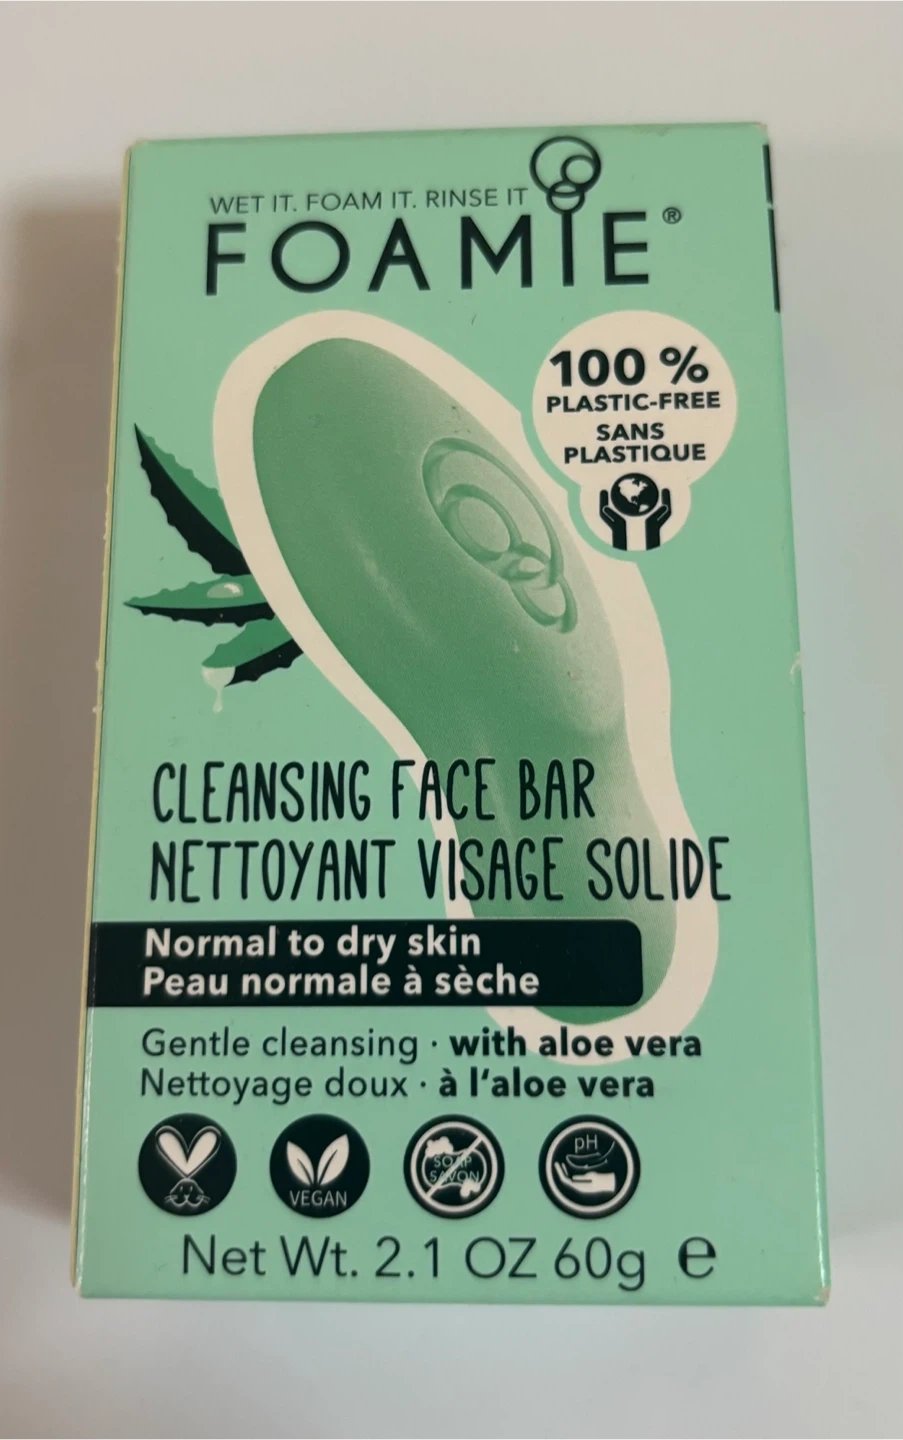 WET IT. FOAM IT. RINSE IT
FOAMIE®
100 %
PLASTIC-FREE
SANS
PLASTIQUE
CLEANSING FACE BAR
NETTOYANT VISAGE SOLIDE
Normal to dry skin
Peau normale à sèche
Gentle cleansing · with aloe vera
Nettoyage doux · à l‘aloe vera
VEGAN
SOAP
SAVON
pH
Net Wt. 2.1 OZ 60g ℮